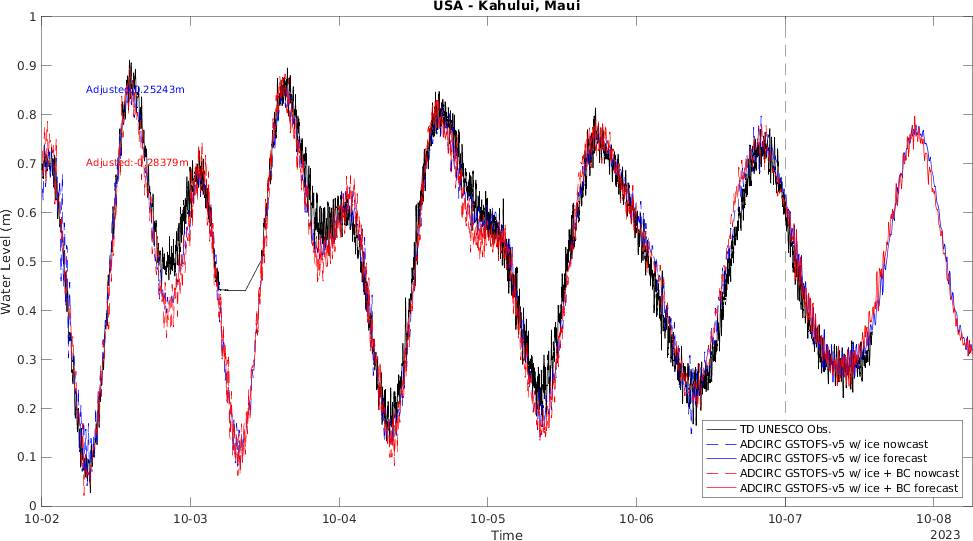 USA - Kahului, Maui
1
0.9
0.8
0.7
0.6
0.5
0.4
0.3
0.2
0.1
0
Water Level (m)
Adjusted:0.25243m
Adjusted:-0.28379m
TD UNESCO Obs.
ADCIRC GSTOFS-v5 w/ ice nowcast
ADCIRC GSTOFS-v5 w/ ice forecast
ADCIRC GSTOFS-v5 w/ ice + BC nowcast
ADCIRC GSTOFS-v5 w/ ice + BC forecast
10-02
10-03
10-04
10-05
10-06
10-07
10-08
Time
2023